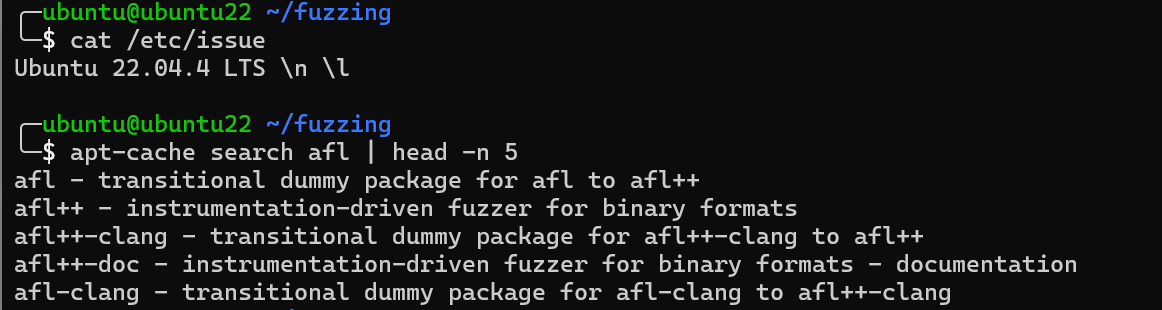 ubuntu@ubuntu22 ~/fuzzing
$ cat /etc/issue
Ubuntu 22.04.4 LTS \n \l
ubuntu@ubuntu22 ~/fuzzing
$ apt-cache search afl | head -n 5
afl - transitional dummy package for afl to afl++
afl++ - instrumentation-driven fuzzer for binary formats
afl++-clang - transitional dummy package for afl++-clang to afl++
afl++-doc - instrumentation-driven fuzzer for binary formats - documentation
afl-clang - transitional dummy package for afl-clang to afl++-clang